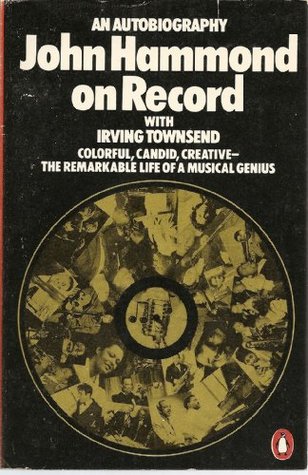 AN AUTOBIOGRAPHY
John Hammond
on Record
WITH
IRVING TOWNSEND
COLORFUL, CANDID, CREATIVE—
THE REMARKABLE LIFE OF A MUSICAL GENIUS